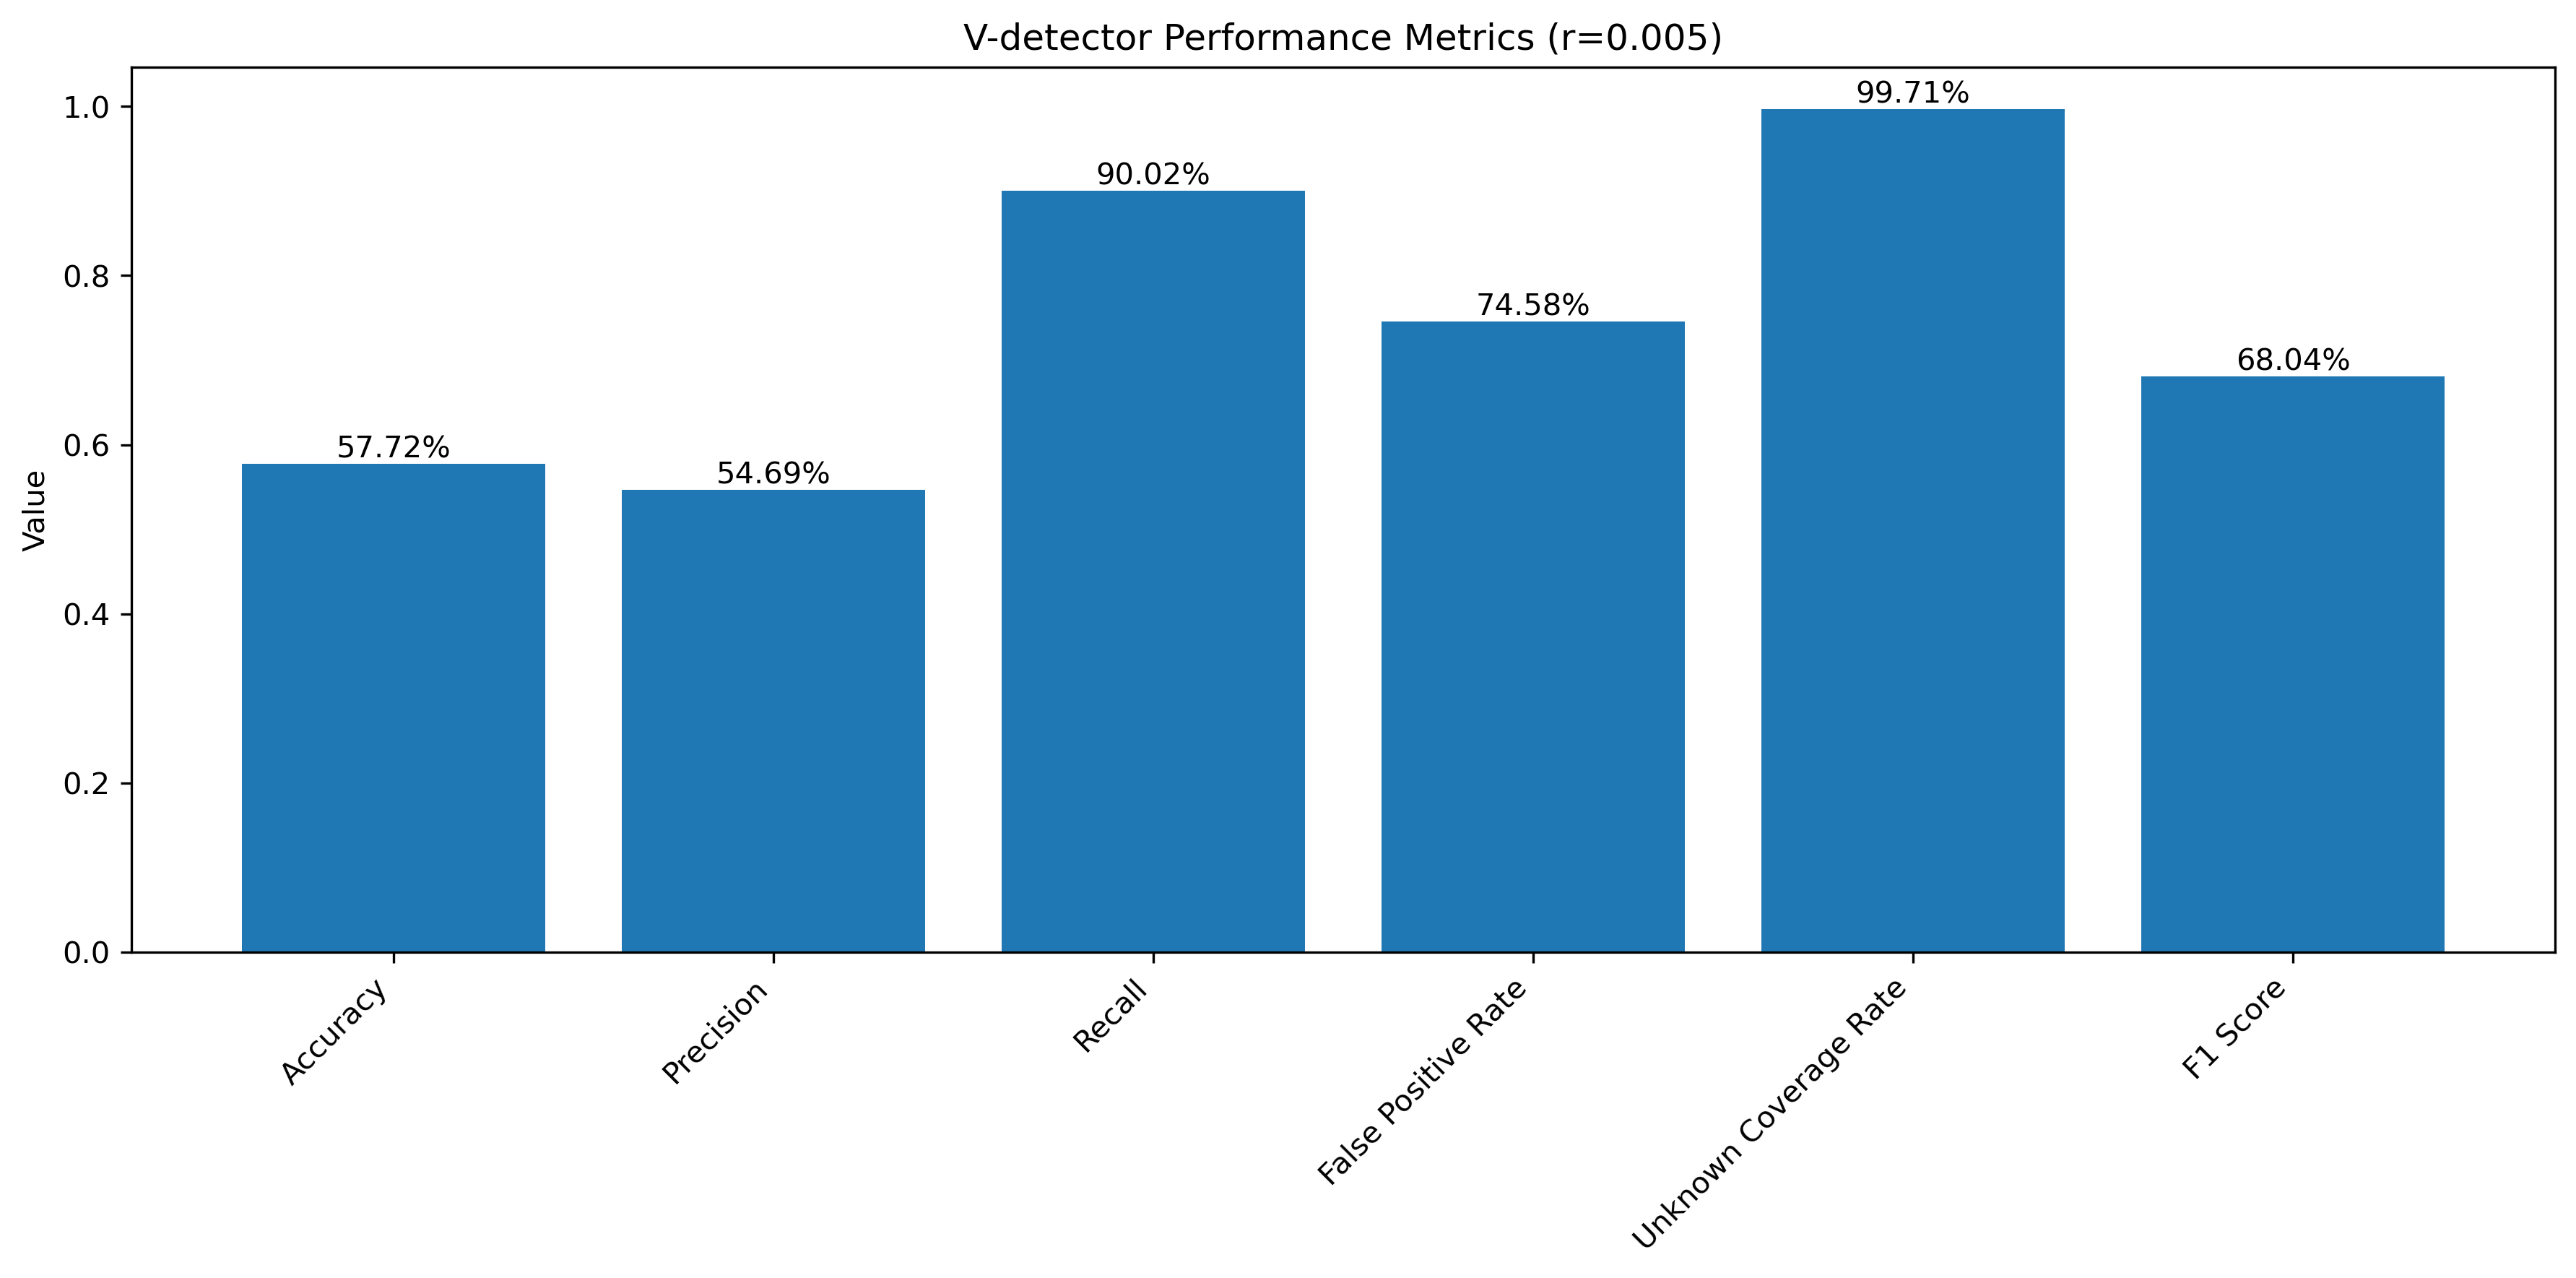 V-detector Performance Metrics (r=0.005)
Value
1.0
0.8
0.6
0.4
0.2
0.0
57.72%
54.69%
90.02%
74.58%
99.71%
68.04%
Accuracy
Precision
Recall
False Positive Rate
Unknown Coverage Rate
F1 Score